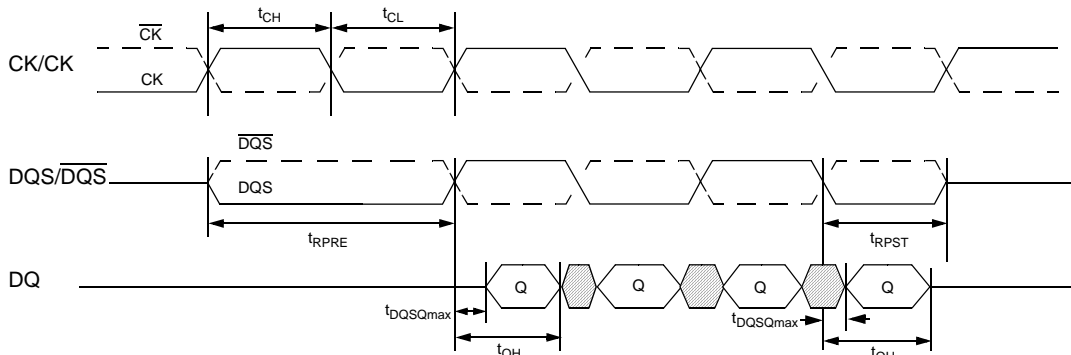 tCH tCL
CK
CK/CK
CK
DQS
DQS/DQS
DQS
tRPRE
tRPST
DQ
Q Q Q Q
tDQSQmax
tDQSQmax
tQH
tQH